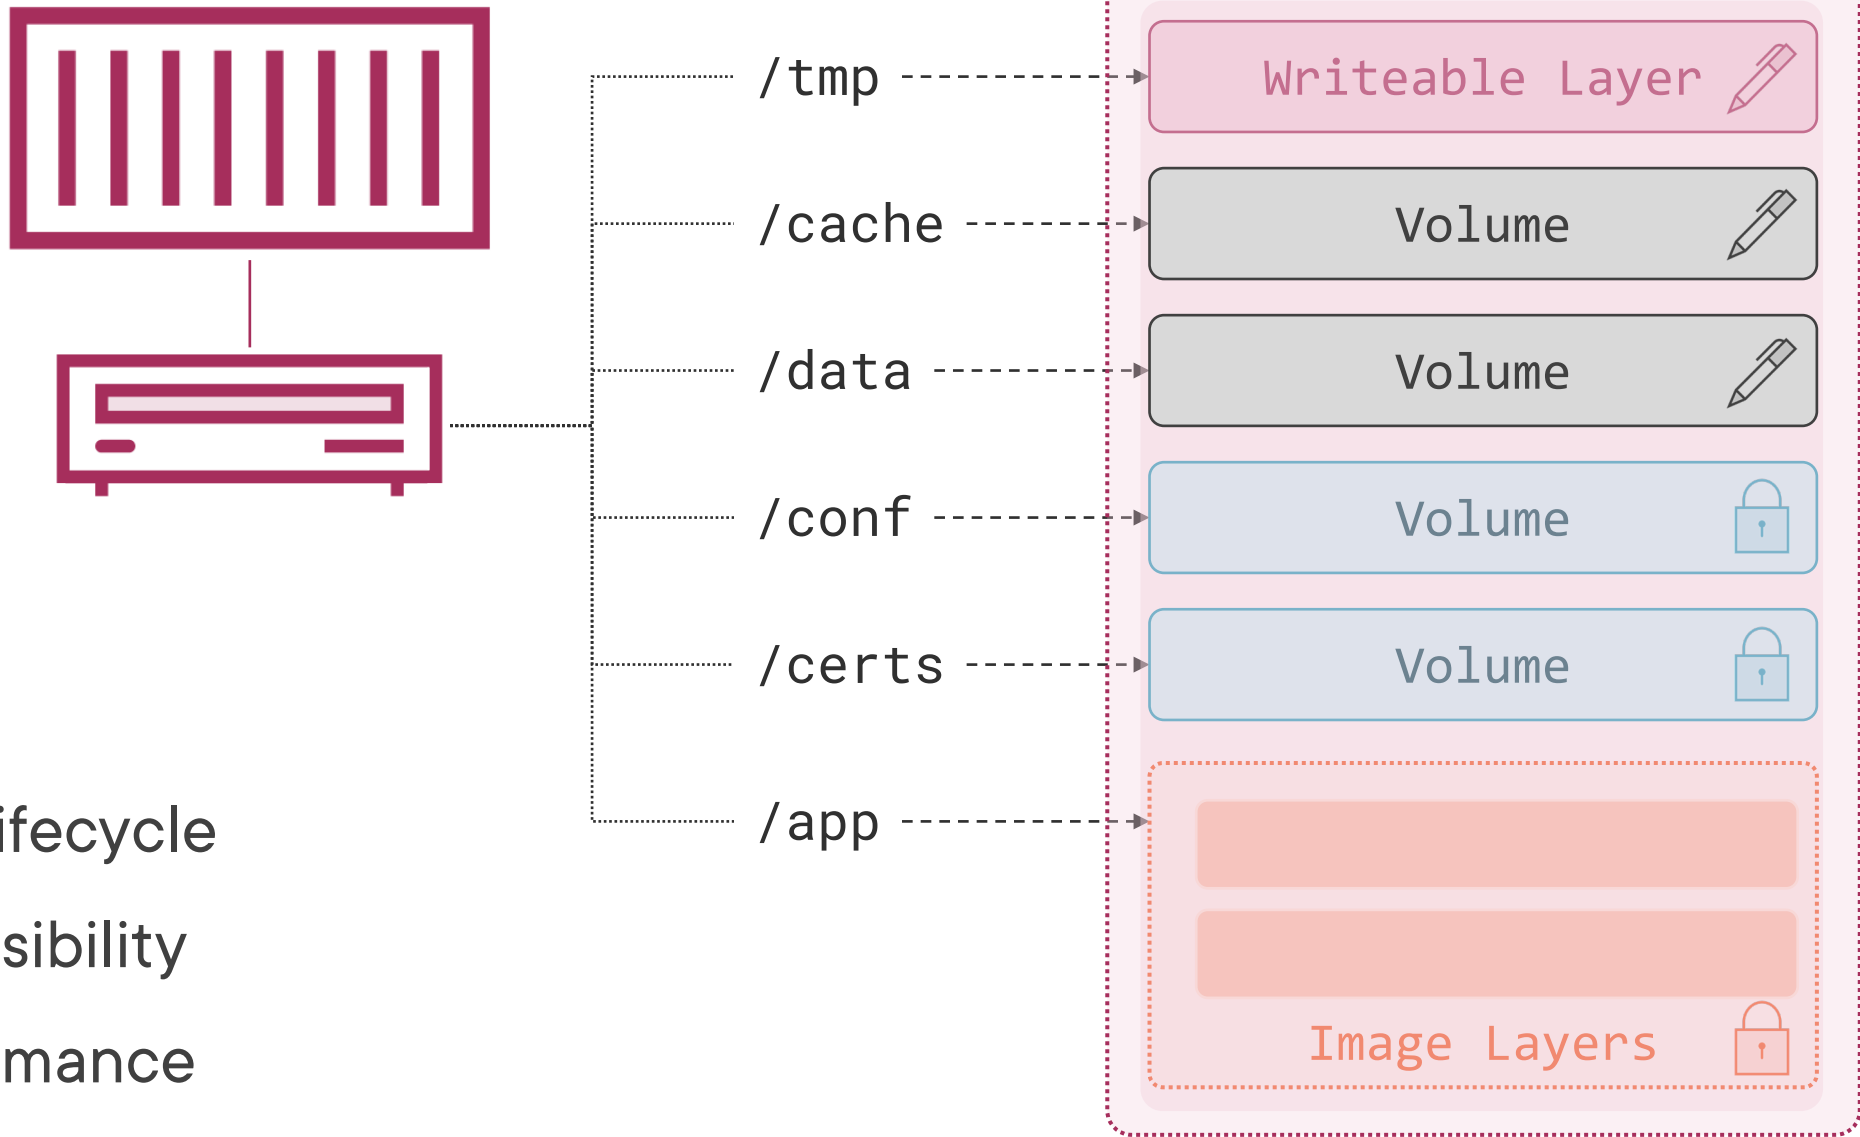 /tmp Writeable Layer
/cache Volume
/data Volume
/conf Volume
/certs Volume
/app
ifecycle
sibility
mance
Image Layers